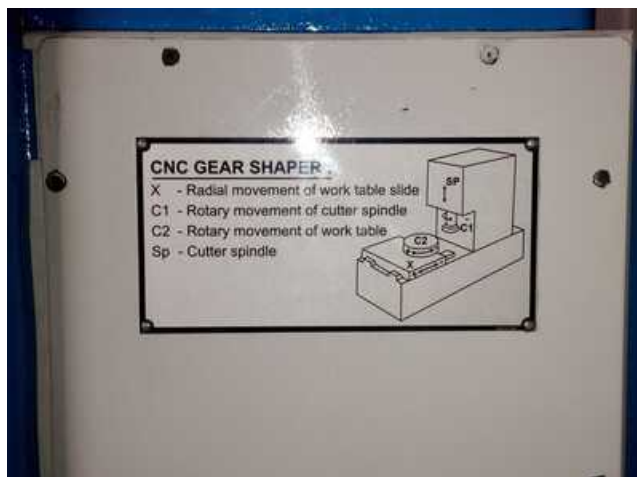 CNC GEAR SHAPER :
X - Radial movement of work table slide
C1 - Rotary movement of cutter spindle
C2 - Rotary movement of work table
Sp - Cutter spindle
SP
C1
C2
X